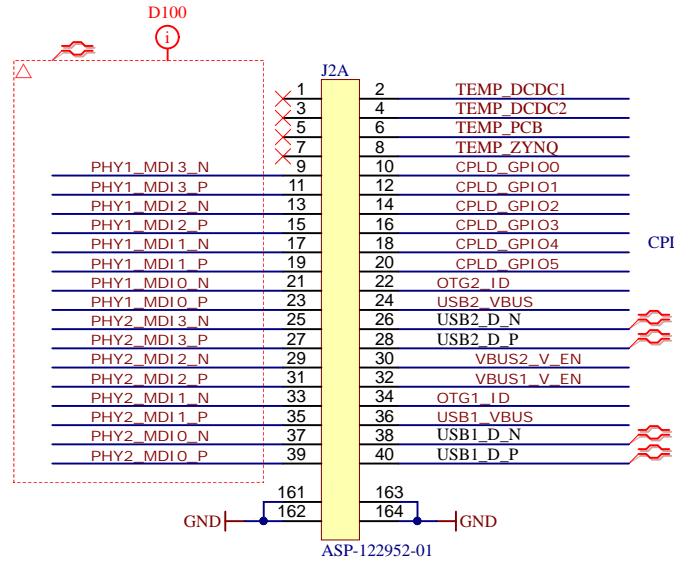 D100
i
J2A
1 2 TEMP_DCDC1
3 4 TEMP_DCDC2
5 6 TEMP_PCB
7 8 TEMP_ZYNQ
PHY1_MDI3_N 9 10 CPLD_GPIO0
PHY1_MDI3_P 11 12 CPLD_GPIO1
PHY1_MDI2_N 13 14 CPLD_GPIO2
PHY1_MDI2_P 15 16 CPLD_GPIO3
PHY1_MDI1_N 17 18 CPLD_GPIO4 CPL
PHY1_MDI1_P 19 20 CPLD_GPIO5
PHY1_MDI0_N 21 22 OTG2_ID
PHY1_MDI0_P 23 24 USB2_VBUS
PHY2_MDI3_N 25 26 USB2_D_N
PHY2_MDI3_P 27 28 USB2_D_P
PHY2_MDI2_N 29 30 VBUS2_V_EN
PHY2_MDI2_P 31 32 VBUS1_V_EN
PHY2_MDI1_N 33 34 OTG1_ID
PHY2_MDI1_P 35 36 USB1_VBUS
PHY2_MDI0_N 37 38 USB1_D_N
PHY2_MDI0_P 39 40 USB1_D_P
161 163
GND 162 164 GND
ASP-122952-01